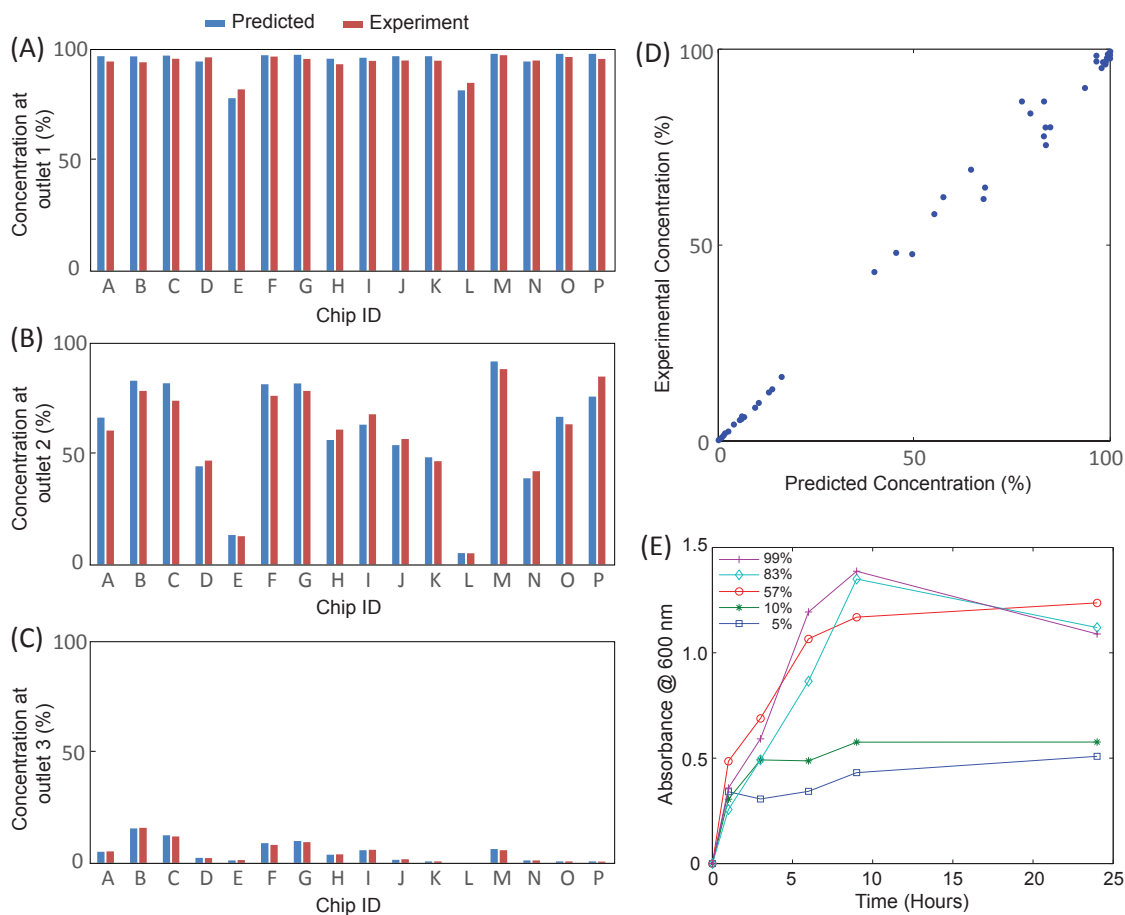 Predicted Experiment
(A)
Concentration at
outlet 1 (%)
100
50
0
A B C D E F G H I J K L M N O P
Chip ID
(B)
Concentration at
outlet 2 (%)
100
50
0
A B C D E F G H I J K L M N O P
Chip ID
(C)
Concentration at
outlet 3 (%)
100
50
0
A B C D E F G H I J K L M N O P
Chip ID
(D)
Experimental Concentration (%)
100
50
0
50 100
Predicted Concentration (%)
(E)
Absorbance @ 600 nm
1.5
1.0
0.5
0
99%
83%
57%
10%
5%
0 5 10 15 20 25
Time (Hours)